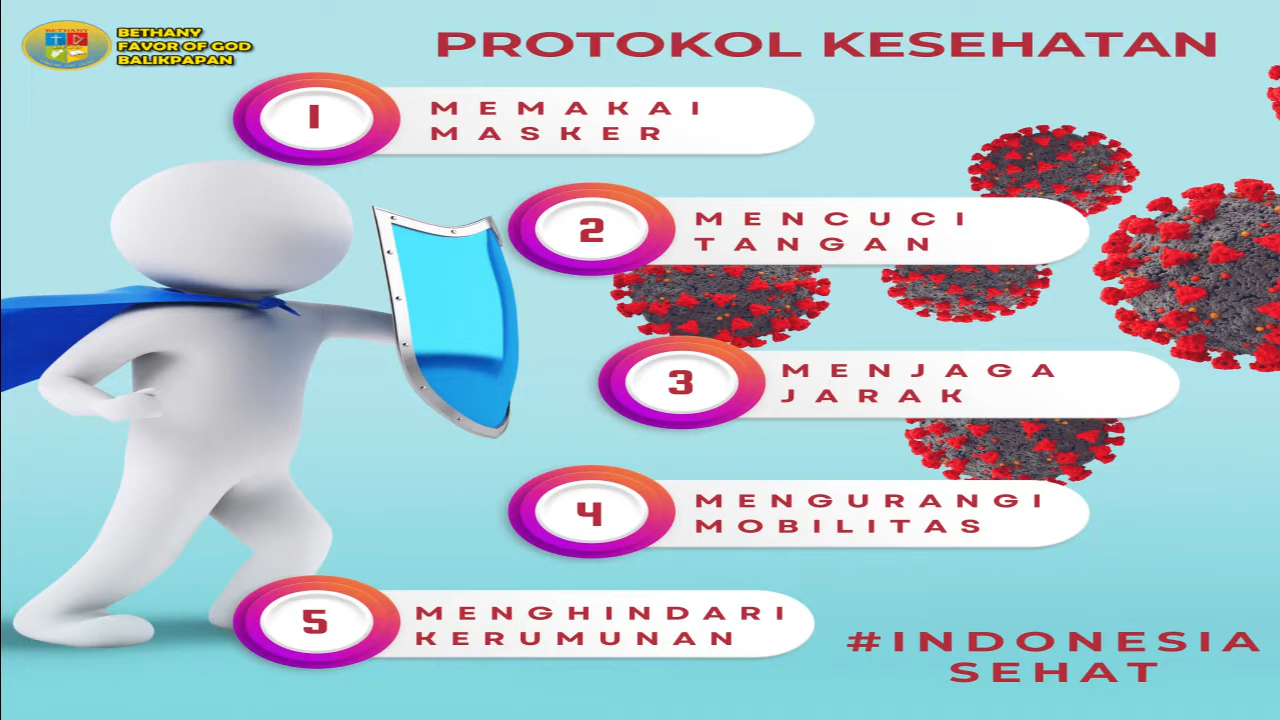 BETHANY
BETHANY
FAVOR OF GOD
BALIKPAPAN
PROTOKOL KESEHATAN
1
MEMAKAI
MASKER
2
MENCUCI
TANGAN
3
MENJAGA
JARAK
4
MENGURANGI
MOBILITAS
5
MENGHINDARI
KERUMUNAN
#INDONESIA
SEHAT